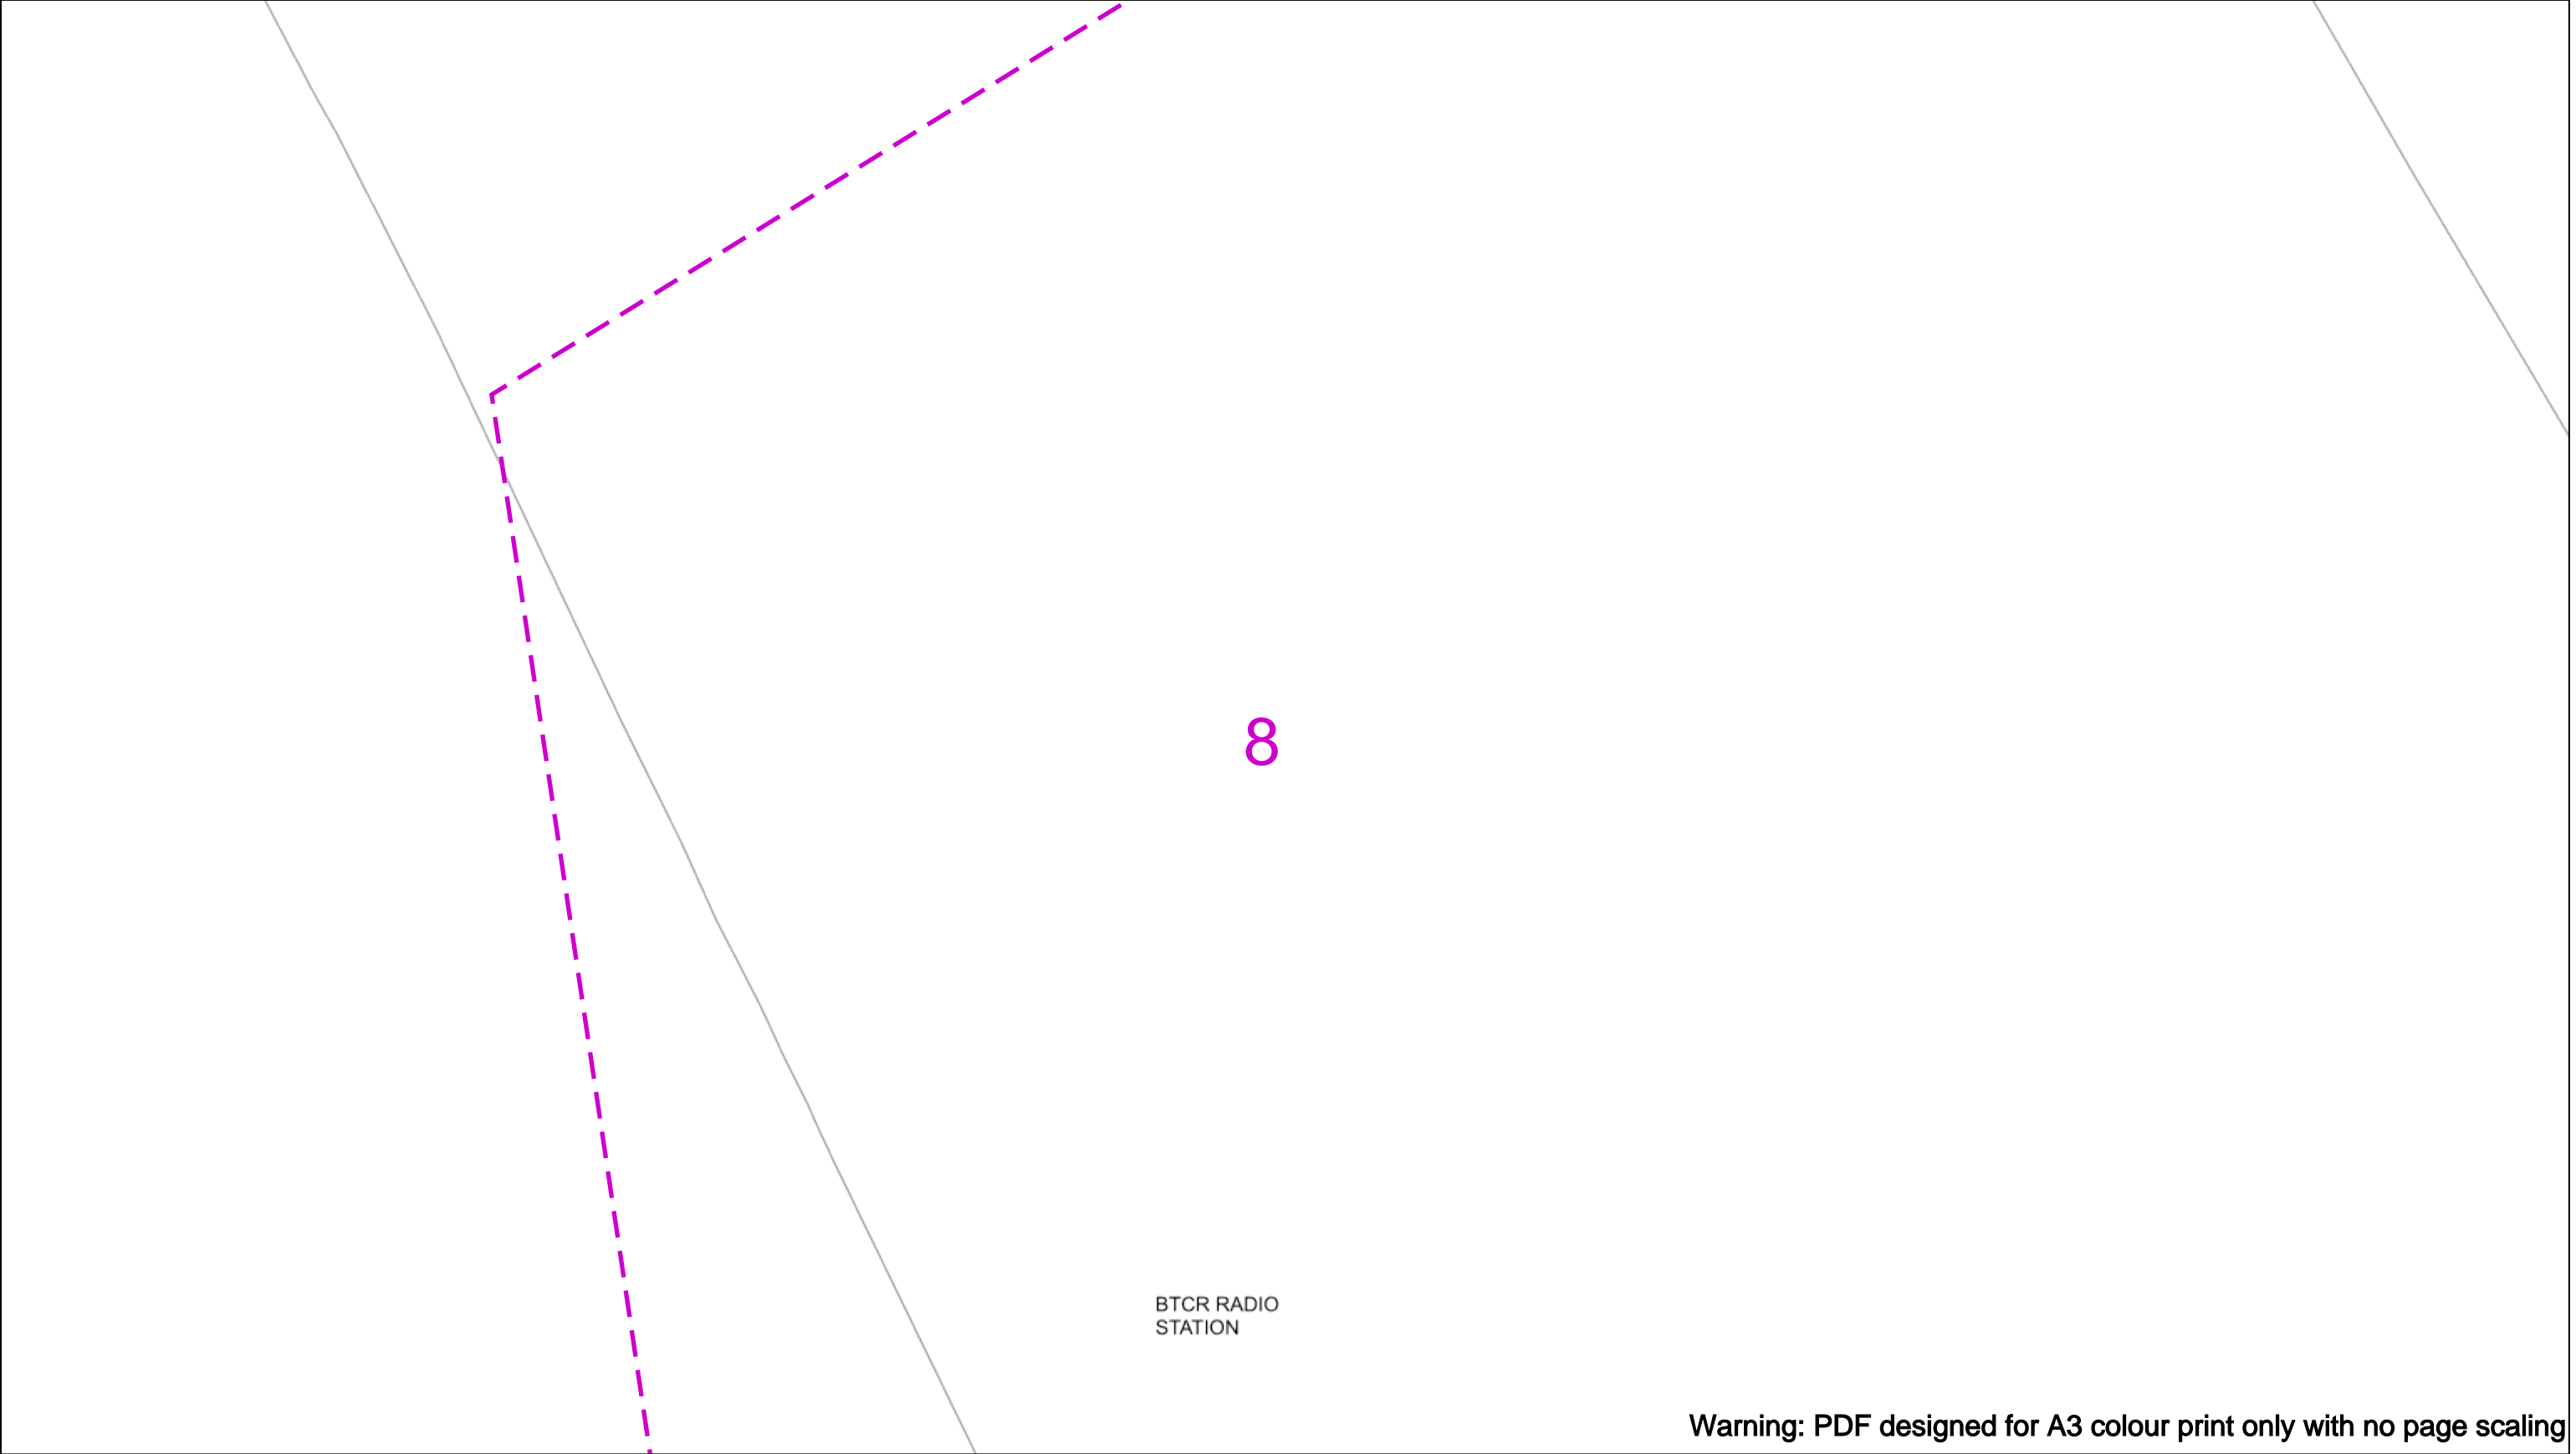 8
BTCR RADIO
STATION
Warning: PDF designed for A3 colour print only with no page scaling